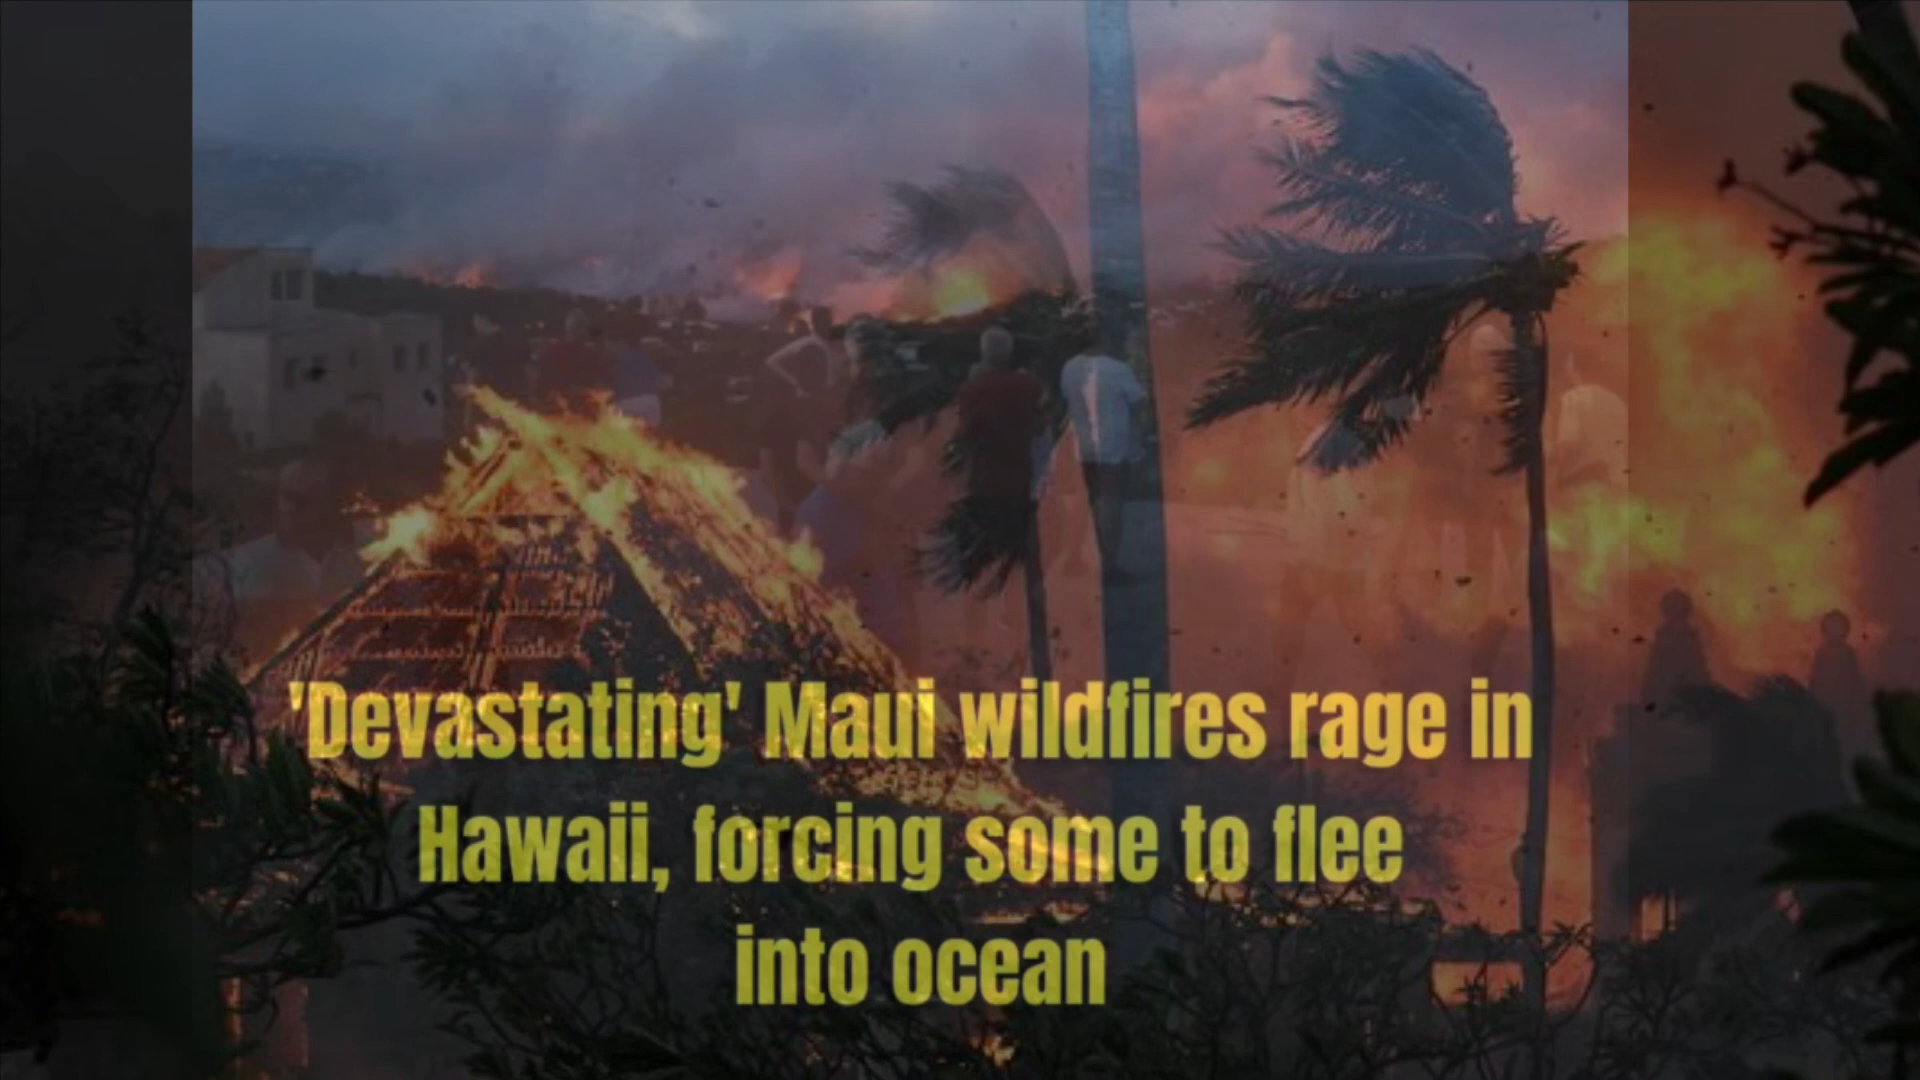 'Devastating' Maui wildfires rage in
Hawaii, forcing some to flee
into ocean